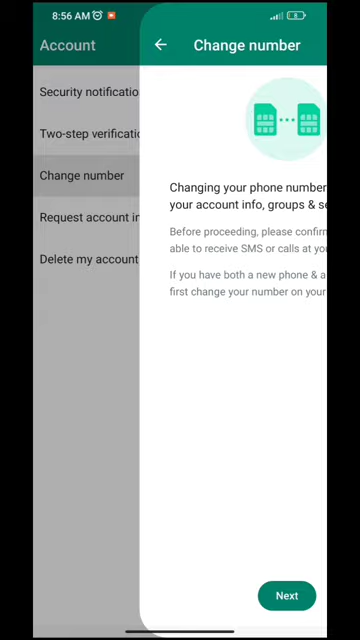 8:56 AM
8
Account
Change number
Security notificatio
Two-step verificatio
Change number
Request account in
Delete my account
Changing your phone number
your account info, groups & se
Before proceeding, please confirm
able to receive SMS or calls at yo
If you have both a new phone & a
first change your number on your
Next